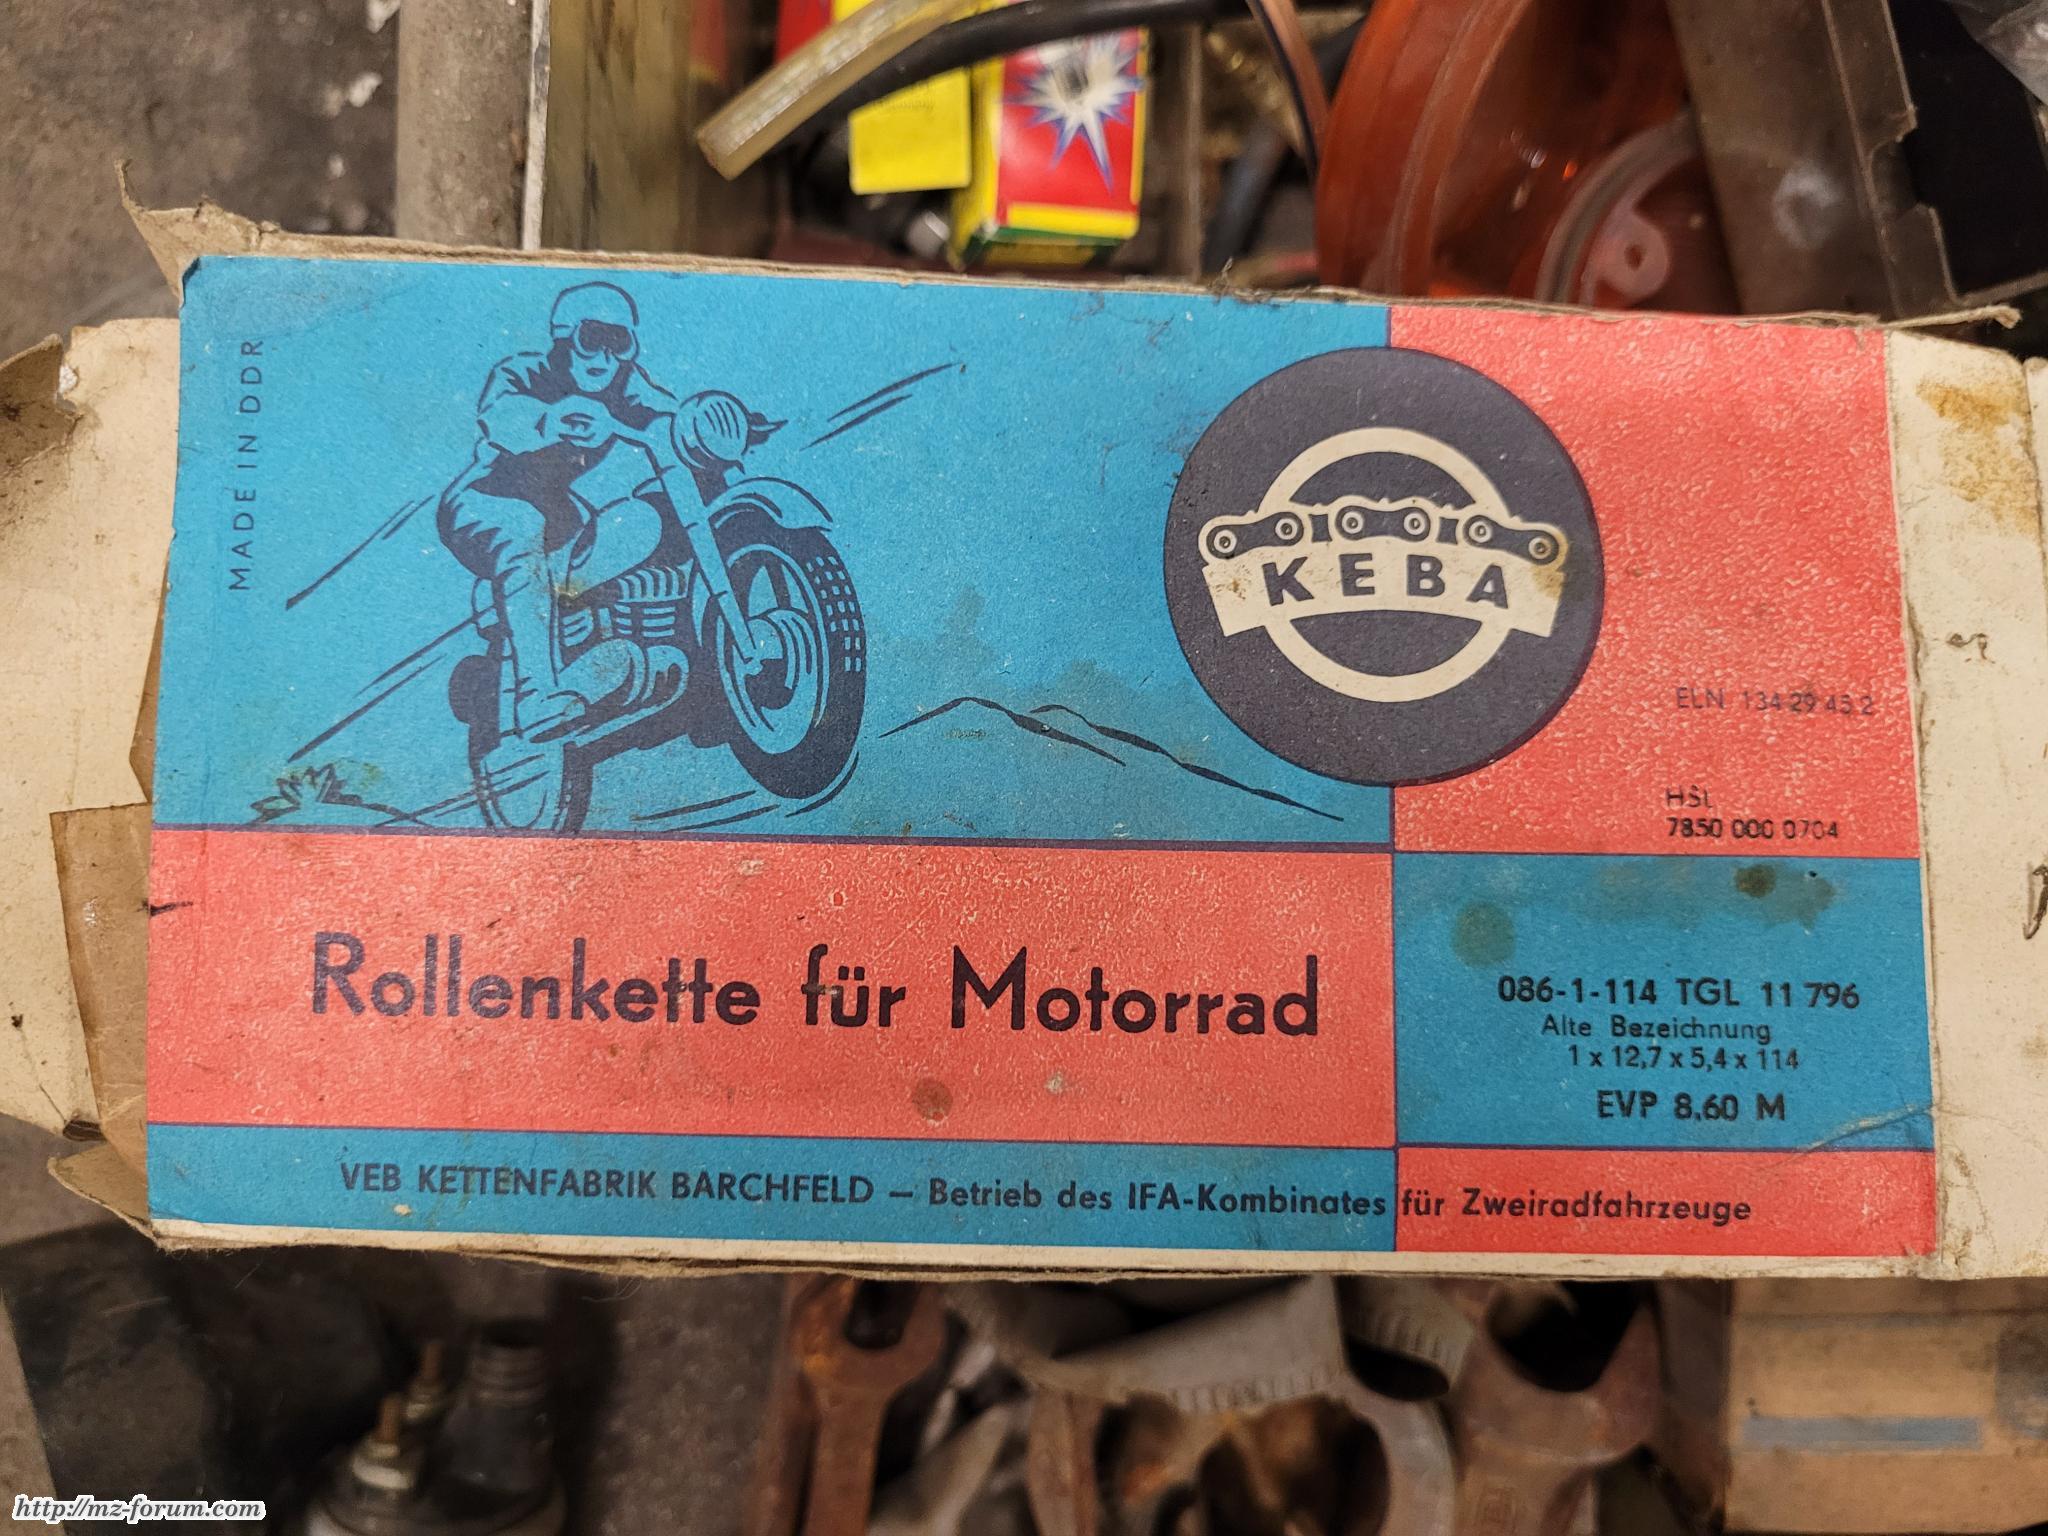 MADE IN DDR
KEBA
ELN 134 29 45 2
HSL
7850 000 0704
Rollenkette für Motorrad
086-1-114 TGL 11 796
Alte Bezeichnung
1 x 12,7 x 5,4 x 114
EVP 8,60 M
VEB KETTENFABRIK BARCHFELD – Betrieb des IFA-Kombinates für Zweiradfahrzeuge
http://mz-forum.com